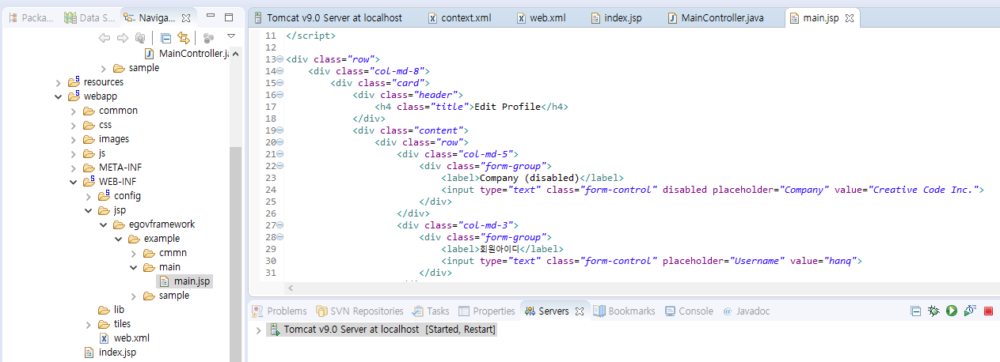 Packa... Data S... Naviga...
MainController.ja
sample
resources
webapp
common
css
images
js
META-INF
WEB-INF
config
jsp
egovframework
example
cmmn
main
main.jsp
sample
lib
tiles
web.xml
index.jsp
Tomcat v9.0 Server at localhost context.xml web.xml index.jsp MainController.java main.jsp
11 </script>
12
13 <div class="row">
14 <div class="col-md-8">
15 <div class="card">
16 <div class="header">
17 <h4 class="title">Edit Profile</h4>
18 </div>
19 <div class="content">
20 <div class="row">
21 <div class="col-md-5">
22 <div class="form-group">
23 <label>Company (disabled)</label>
24 <input type="text" class="form-control" disabled placeholder="Company" value="Creative Code Inc.">
25 </div>
26 </div>
27 <div class="col-md-3">
28 <div class="form-group">
29 <label>회원아이디</label>
30 <input type="text" class="form-control" placeholder="Username" value="hanq">
31 </div>
Problems SVN Repositories Tasks Properties Servers Bookmarks Console @ Javadoc
Tomcat v9.0 Server at localhost [Started, Restart]